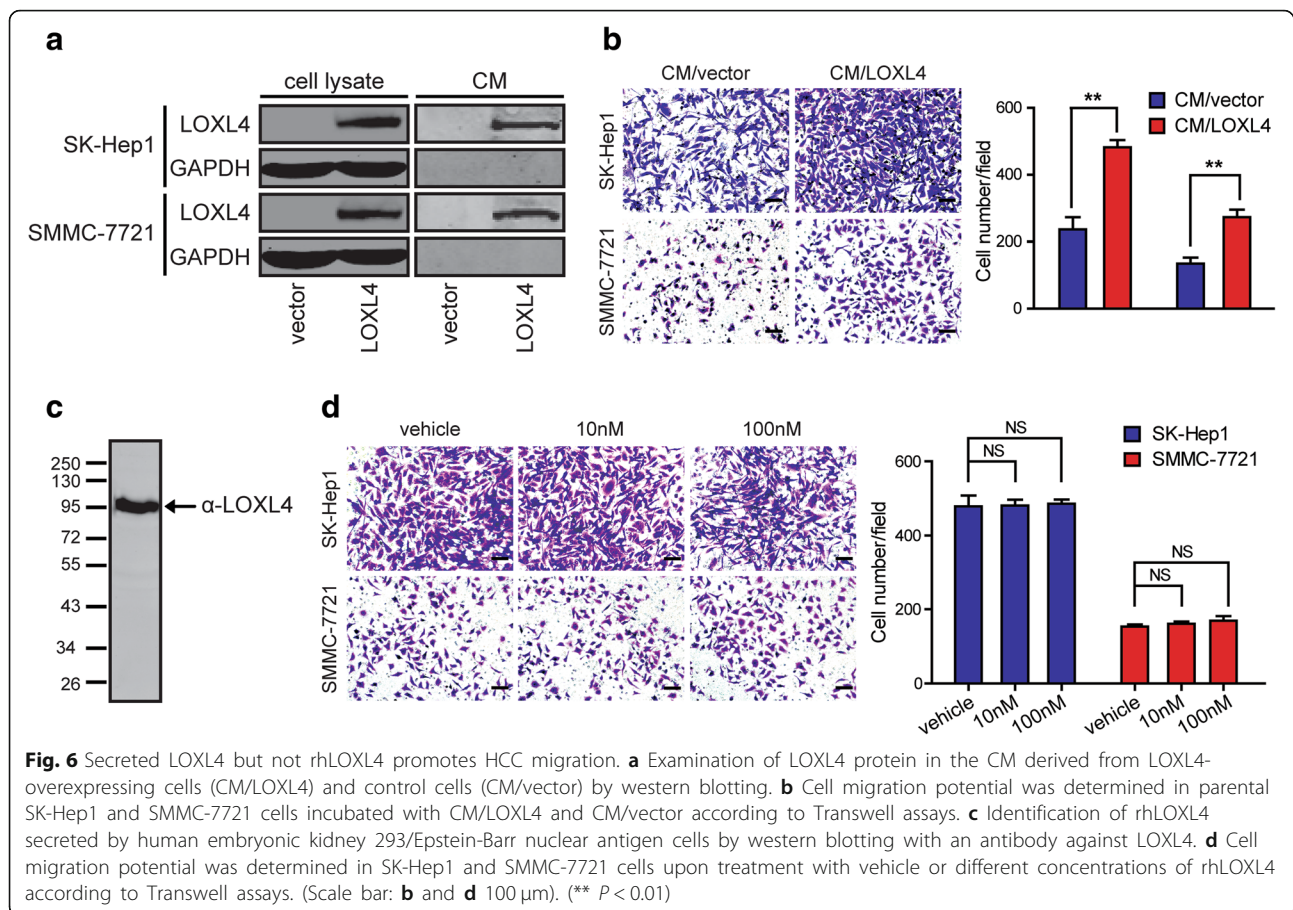 a
cell lysate CM
SK-Hep1
LOXL4
GAPDH
SMMC-7721
LOXL4
GAPDH
vector LOXL4 vector LOXL4
b
CM/vector CM/LOXL4
SK-Hep1
SMMC-7721
CM/vector
CM/LOXL4
**
**
Cell number/field
600
400
200
0
c
250
130
95
72
55
43
34
26
α-LOXL4
d
vehicle 10nM 100nM
SK-Hep1
SMMC-7721
SK-Hep1
SMMC-7721
NS
NS
NS
NS
Cell number/field
600
400
200
0
vehicle 10nM 100nM vehicle 10nM 100nM
Fig. 6 Secreted LOXL4 but not rhLOXL4 promotes HCC migration. a Examination of LOXL4 protein in the CM derived from LOXL4-
overexpressing cells (CM/LOXL4) and control cells (CM/vector) by western blotting. b Cell migration potential was determined in parental
SK-Hep1 and SMMC-7721 cells incubated with CM/LOXL4 and CM/vector according to Transwell assays. c Identification of rhLOXL4
secreted by human embryonic kidney 293/Epstein-Barr nuclear antigen cells by western blotting with an antibody against LOXL4. d Cell
migration potential was determined in SK-Hep1 and SMMC-7721 cells upon treatment with vehicle or different concentrations of rhLOXL4
according to Transwell assays. (Scale bar: b and d 100 μm). (** P < 0.01)